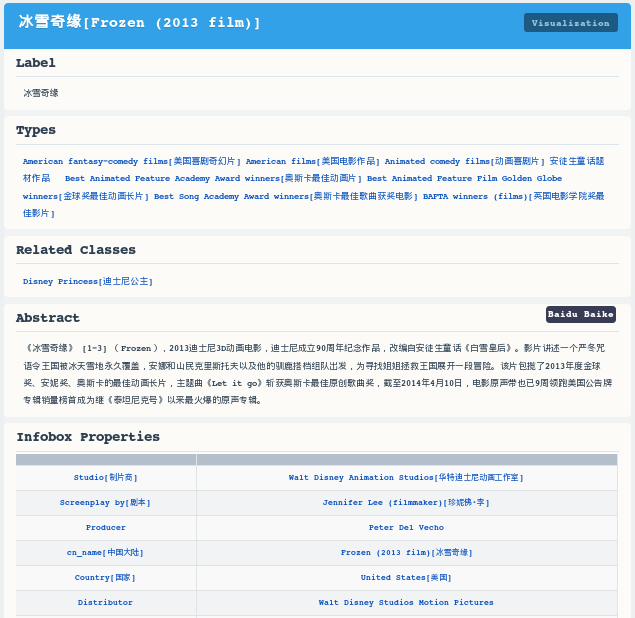 冰雪奇缘[Frozen (2013 film)]
Visualization
Label
冰雪奇缘
Types
American fantasy-comedy films[美国喜剧奇幻片] American films[美国电影作品] Animated comedy films[动画喜剧片] 安徒生童话题
材作品 Best Animated Feature Academy Award winners[奥斯卡最佳动画片] Best Animated Feature Film Golden Globe
winners[金球奖最佳动画长片] Best Song Academy Award winners[奥斯卡最佳歌曲获奖电影] BAFTA winners (films)[英国电影学院奖最
佳影片]
Related Classes
Disney Princess[迪士尼公主]
Abstract
Baidu Baike
《冰雪奇缘》 [1-3] （Frozen），2013迪士尼3D动画电影，迪士尼成立90周年纪念作品，改编自安徒生童话《白雪皇后》。影片讲述一个严冬咒
语令王国被冰天雪地永久覆盖，安娜和山民克里斯托夫以及他的驯鹿搭档组队出发，为寻找姐姐拯救王国展开一段冒险。该片包揽了2013年度金球
奖、安妮奖、奥斯卡的最佳动画长片，主题曲《Let it go》斩获奥斯卡最佳原创歌曲奖，截至2014年4月10日，电影原声带也已9周领跑美国公告牌
专辑销量榜首成为继《泰坦尼克号》以来最火爆的原声专辑。
Infobox Properties
Studio[制片商] Walt Disney Animation Studios[华特迪士尼动画工作室]
Screenplay by[剧本] Jennifer Lee (filmmaker)[珍妮佛·李]
Producer Peter Del Vecho
cn_name[中国大陆] Frozen (2013 film)[冰雪奇缘]
Country[国家] United States[美国]
Distributor Walt Disney Studios Motion Pictures